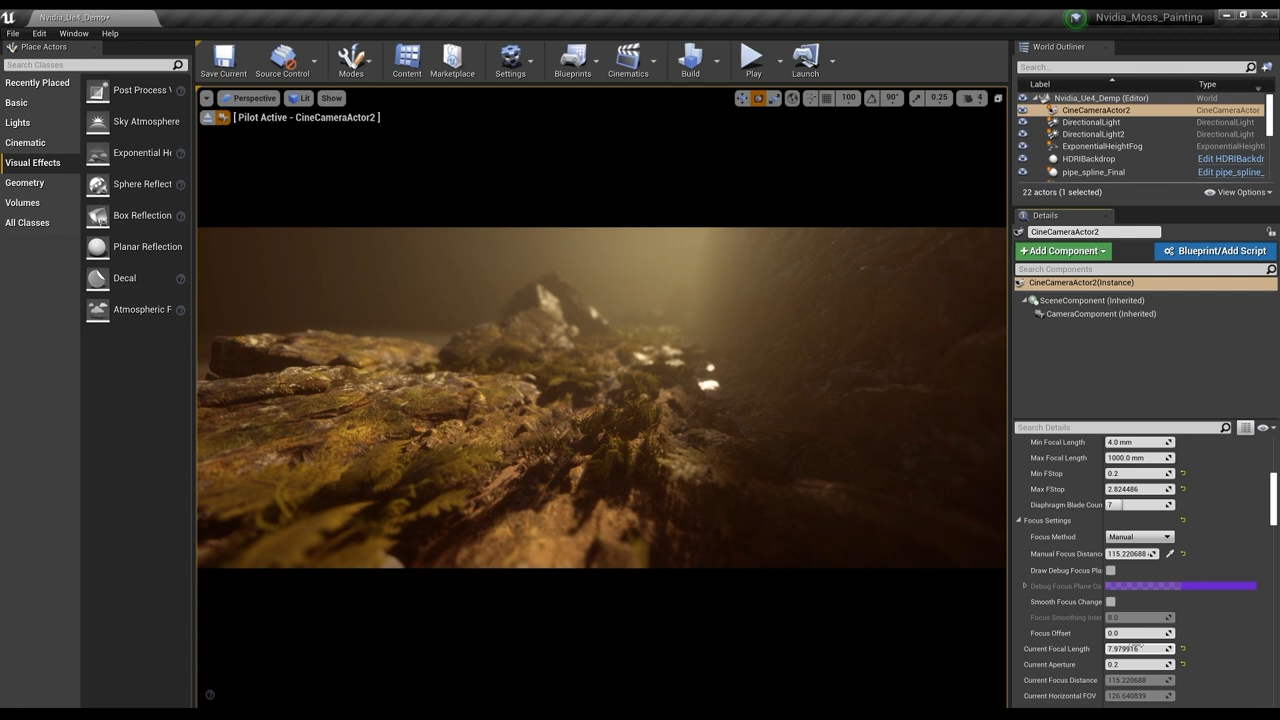 Nvidia_Ue4_Demp*
Nvidia_Moss_Painting
File Edit Window Help
Place Actors
Search Classes
Recently Placed
Basic
Lights
Cinematic
Visual Effects
Geometry
Volumes
All Classes
Post Process V
Sky Atmosphere
Exponential He
Sphere Reflect
Box Reflection
Planar Reflection
Decal
Atmospheric F
Save Current
Source Control
Modes
Content
Marketplace
Settings
Blueprints
Cinematics
Build
Play
Launch
Perspective Lit Show
100 90° 0.25 4
[ Pilot Active - CineCameraActor2 ]
World Outliner
Search...
Label Type
Nvidia_Ue4_Demp (Editor) World
CineCameraActor2 CineCameraActor
DirectionalLight DirectionalLight
DirectionalLight2 DirectionalLight
ExponentialHeightFog ExponentialHeightI
HDRIBackdrop Edit HDRIBackdr
pipe_spline_Final Edit pipe_spline_
22 actors (1 selected) View Options
Details
CineCameraActor2
+ Add Component Blueprint/Add Script
Search Components
CineCameraActor2(Instance)
SceneComponent (Inherited)
CameraComponent (Inherited)
Search Details
Min Focal Length 4.0 mm
Max Focal Length 1000.0 mm
Min FStop 0.2
Max FStop 2.824486
Diaphragm Blade Coun 7
Focus Settings
Focus Method Manual
Manual Focus Distanc 115.220688
Draw Debug Focus Pla
Debug Focus Plane Co
Smooth Focus Change
Focus Smoothing Inter 8.0
Focus Offset 0.0
Current Focal Length 7.979916
Current Aperture 0.2
Current Focus Distance 115.220688
Current Horizontal FOV 126.640839